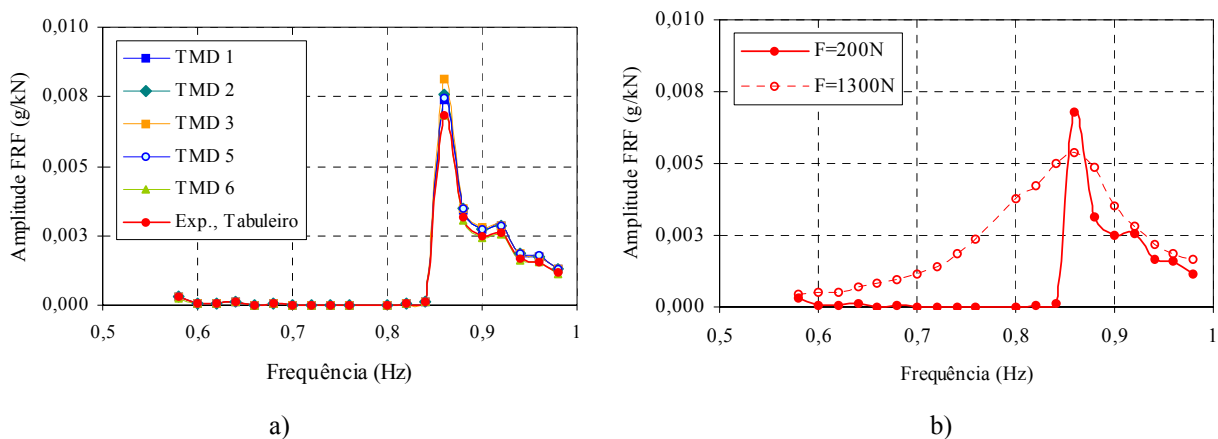 0,010
0,008
0,005
0,003
0,000
Amplitude FRF (g/kN)
TMD 1
TMD 2
TMD 3
TMD 5
TMD 6
Exp., Tabuleiro
0,5 0,6 0,7 0,8 0,9 1
Frequência (Hz)
a)
0,010
0,008
0,005
0,003
0,000
Amplitude FRF (g/kN)
F=200N
F=1300N
0,5 0,6 0,7 0,8 0,9 1
Frequência (Hz)
b)